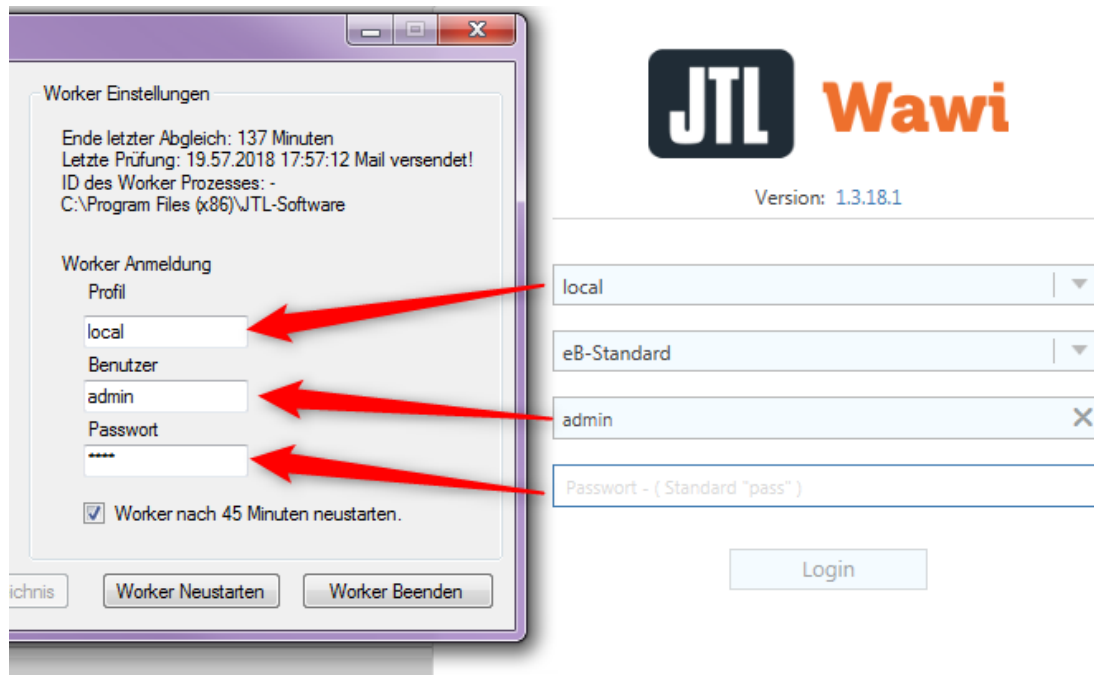 Worker Einstellungen
Ende letzter Abgleich: 137 Minuten
Letzte Prüfung: 19.57.2018 17:57:12 Mail versendet!
ID des Worker Prozesses: -
C:\Program Files (x86)\JTL-Software
Worker Anmeldung
Profil
local
Benutzer
admin
Passwort
****
Worker nach 45 Minuten neustarten.
ichnis
Worker Neustarten
Worker Beenden
JTL Wawi
Version: 1.3.18.1
local
eB-Standard
admin
Passwort - ( Standard "pass" )
Login